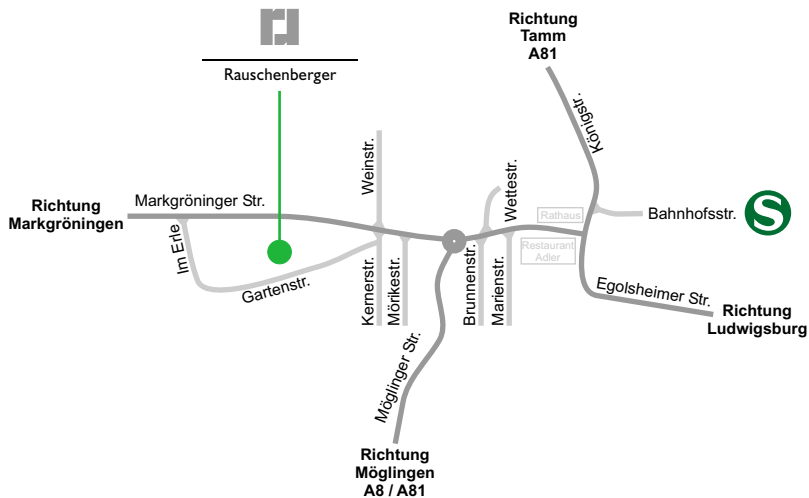 Richtung
Tamm
A81
Rauschenberger
Königstr.
Weinstr.
Wettestr.
Richtung
Markgröningen
Markgröninger Str.
Rathaus
Bahnhofsstr.
S
Im Erle
Restaurant
Adler
Gartenstr.
Kernerstr.
Mörikestr.
Brunnenstr.
Marienstr.
Egolsheimer Str.
Richtung
Ludwigsburg
Möglinger Str.
Richtung
Möglingen
A8 / A81